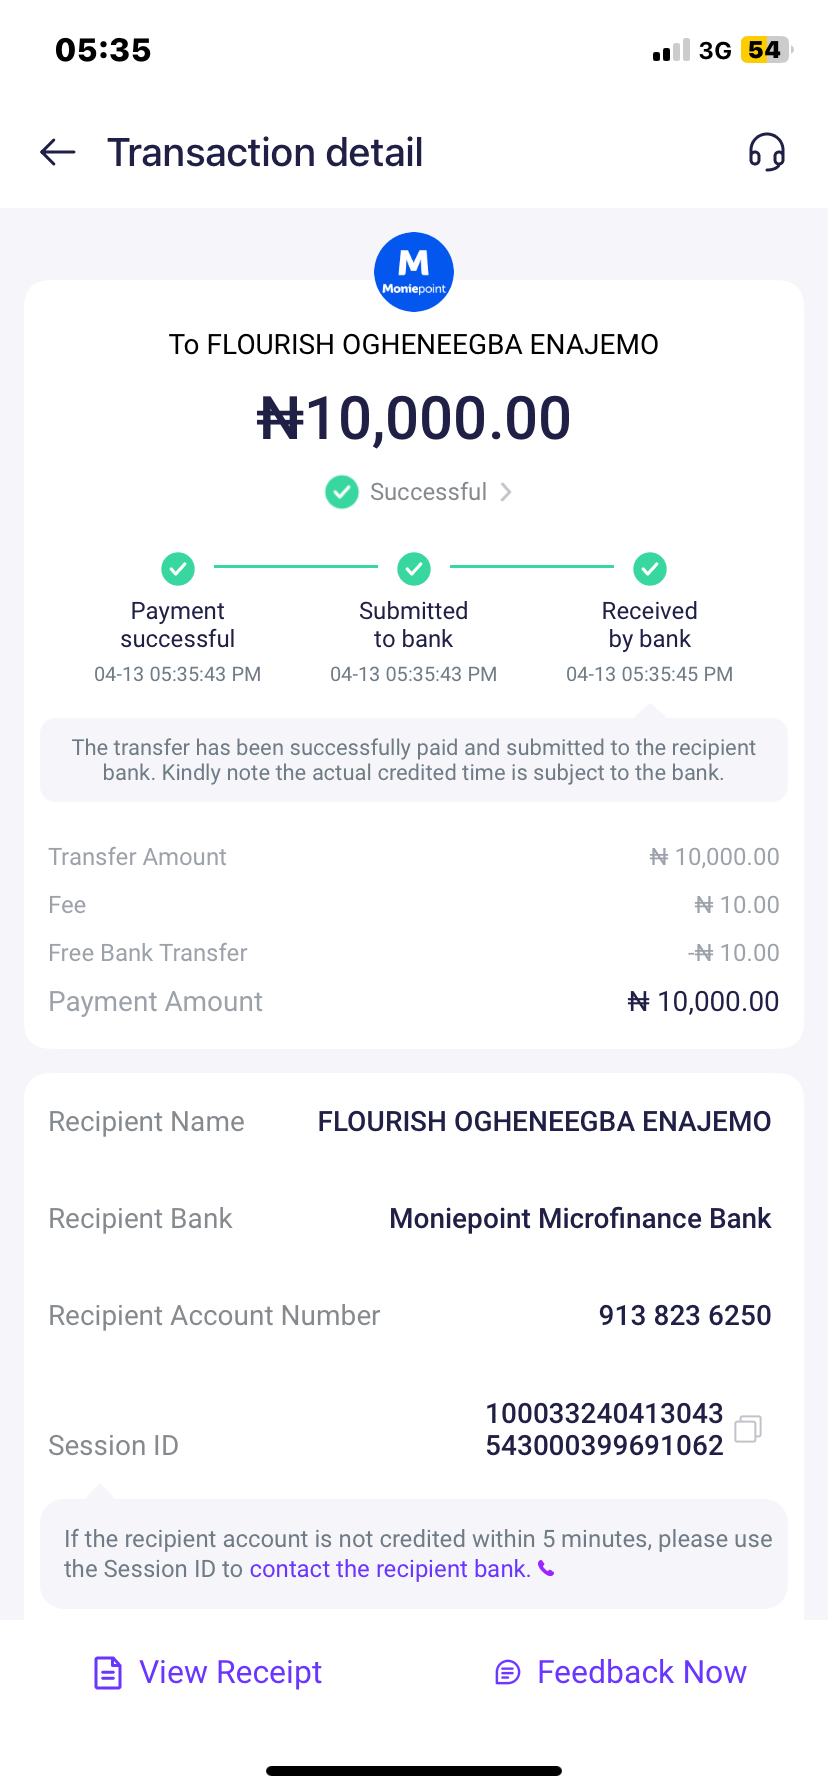 05:35
3G 54
Transaction detail
M
Moniepoint
To FLOURISH OGHENEEGBA ENAJEMO
₦10,000.00
Successful
Payment successful
04-13 05:35:43 PM
Submitted to bank
04-13 05:35:43 PM
Received by bank
04-13 05:35:45 PM
The transfer has been successfully paid and submitted to the recipient
bank. Kindly note the actual credited time is subject to the bank.
Transfer Amount ₦ 10,000.00
Fee ₦ 10.00
Free Bank Transfer -₦ 10.00
Payment Amount ₦ 10,000.00
Recipient Name FLOURISH OGHENEEGBA ENAJEMO
Recipient Bank Moniepoint Microfinance Bank
Recipient Account Number 913 823 6250
Session ID 100033240413043
543000399691062
If the recipient account is not credited within 5 minutes, please use
the Session ID to contact the recipient bank.
View Receipt
Feedback Now